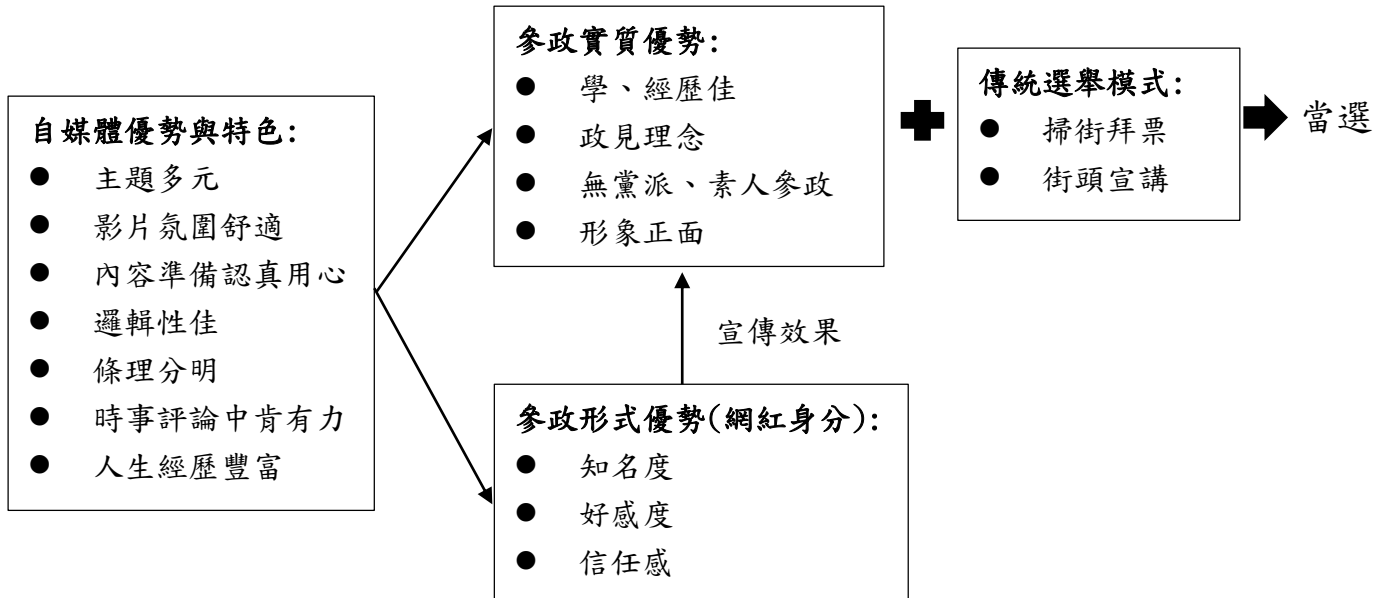 自媒體優勢與特色:
● 主題多元
● 影片氛圍舒適
● 內容準備認真用心
● 邏輯性佳
● 條理分明
● 時事評論中肯有力
● 人生經歷豐富
參政實質優勢:
● 學、經歷佳
● 政見理念
● 無黨派、素人參政
● 形象正面
宣傳效果
參政形式優勢(網紅身分):
● 知名度
● 好感度
● 信任感
傳統選舉模式:
● 掃街拜票
● 街頭宣講
當選